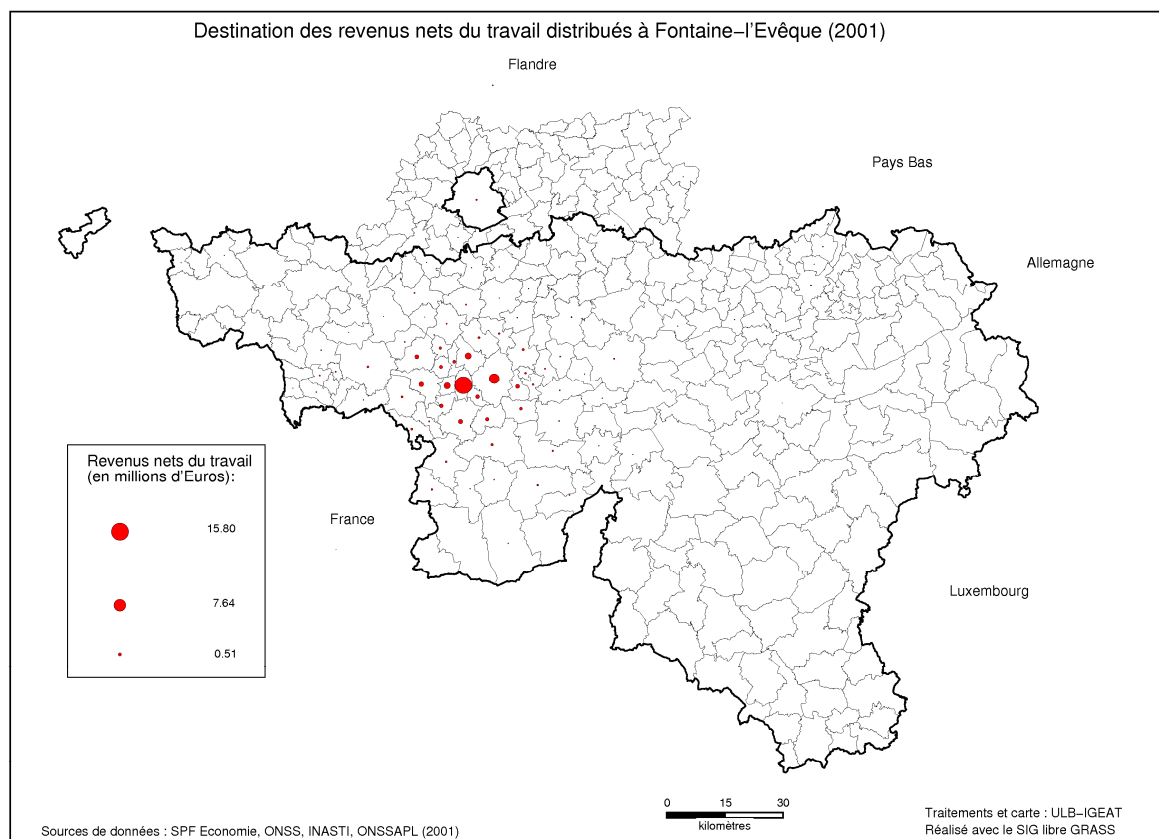 Destination des revenus nets du travail distribués à Fontaine−l'Evêque (2001)
Flandre
Pays Bas
Allemagne
Revenus nets du travail
(en millions d'Euros):
15.80
7.64
0.51
France
Luxembourg
0 15 30
kilomètres
Sources de données : SPF Economie, ONSS, INASTI, ONSSAPL (2001)
Traitements et carte : ULB−IGEAT
Réalisé avec le SIG libre GRASS